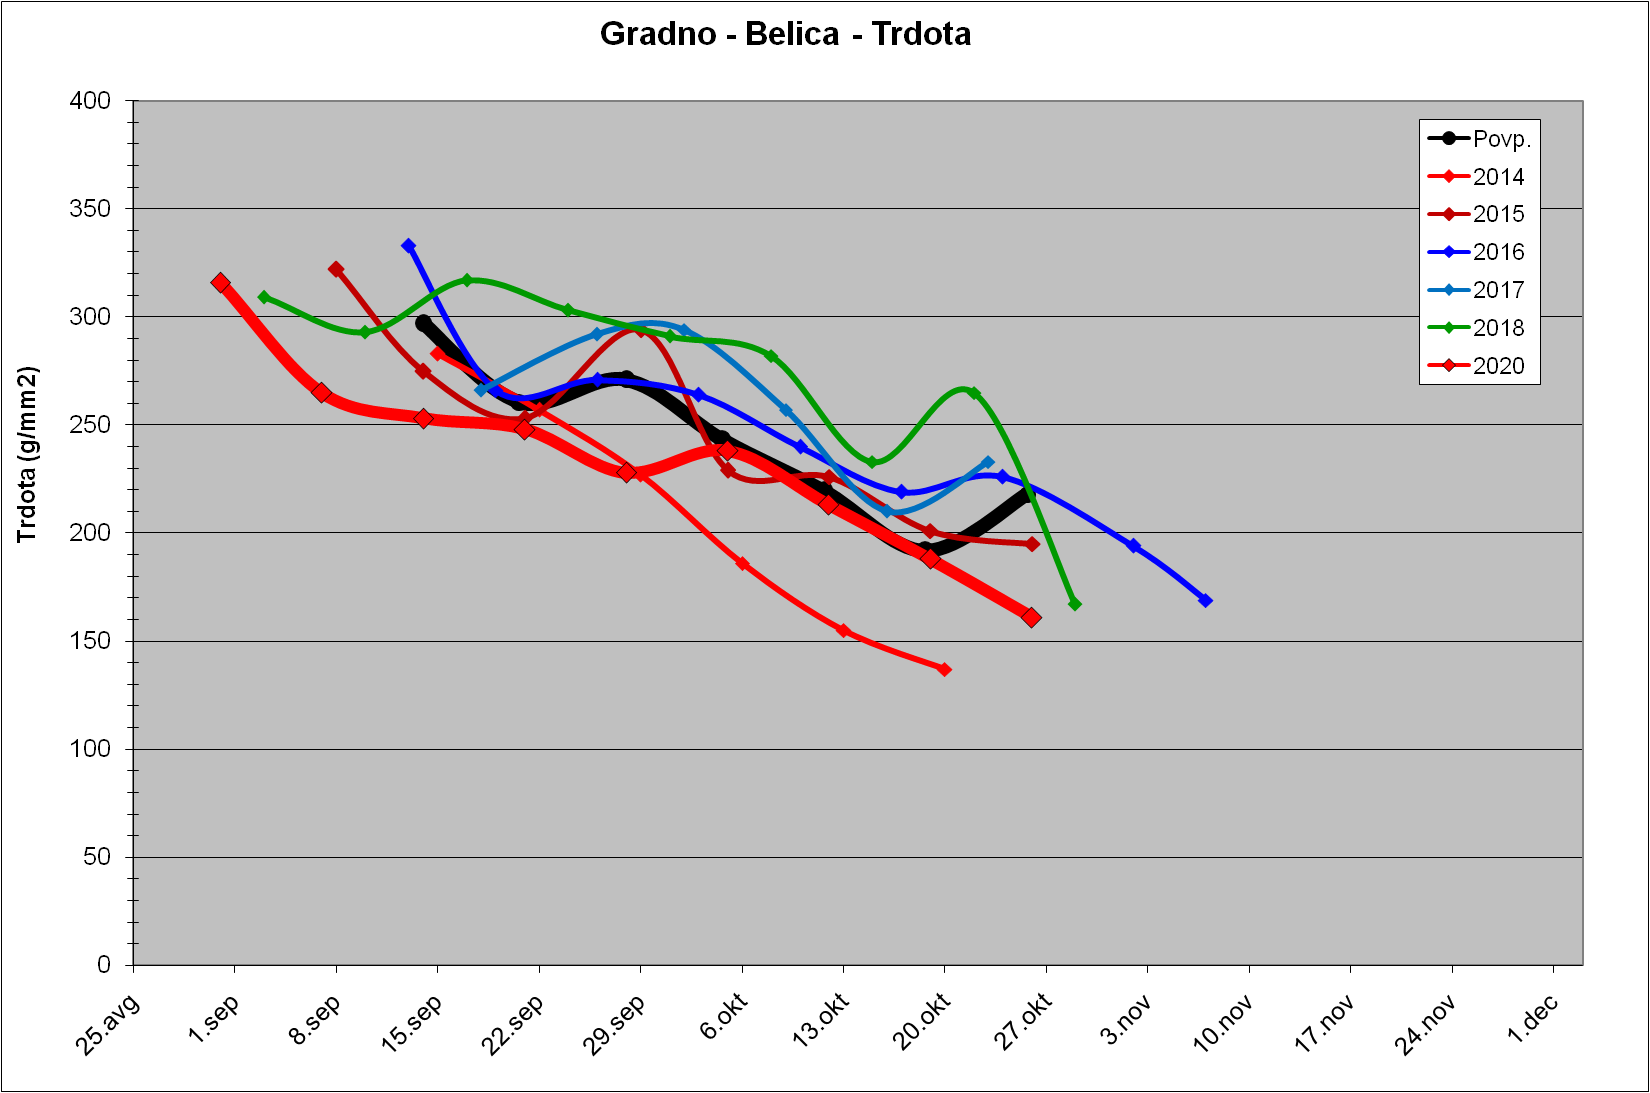 Gradno - Belica - Trdota
400
350
300
250
200
150
100
50
0
Trdota (g/mm2)
Povp.
2014
2015
2016
2017
2018
2020
25.avg
1.sep
8.sep
15.sep
22.sep
29.sep
6.okt
13.okt
20.okt
27.okt
3.nov
10.nov
17.nov
24.nov
1.dec